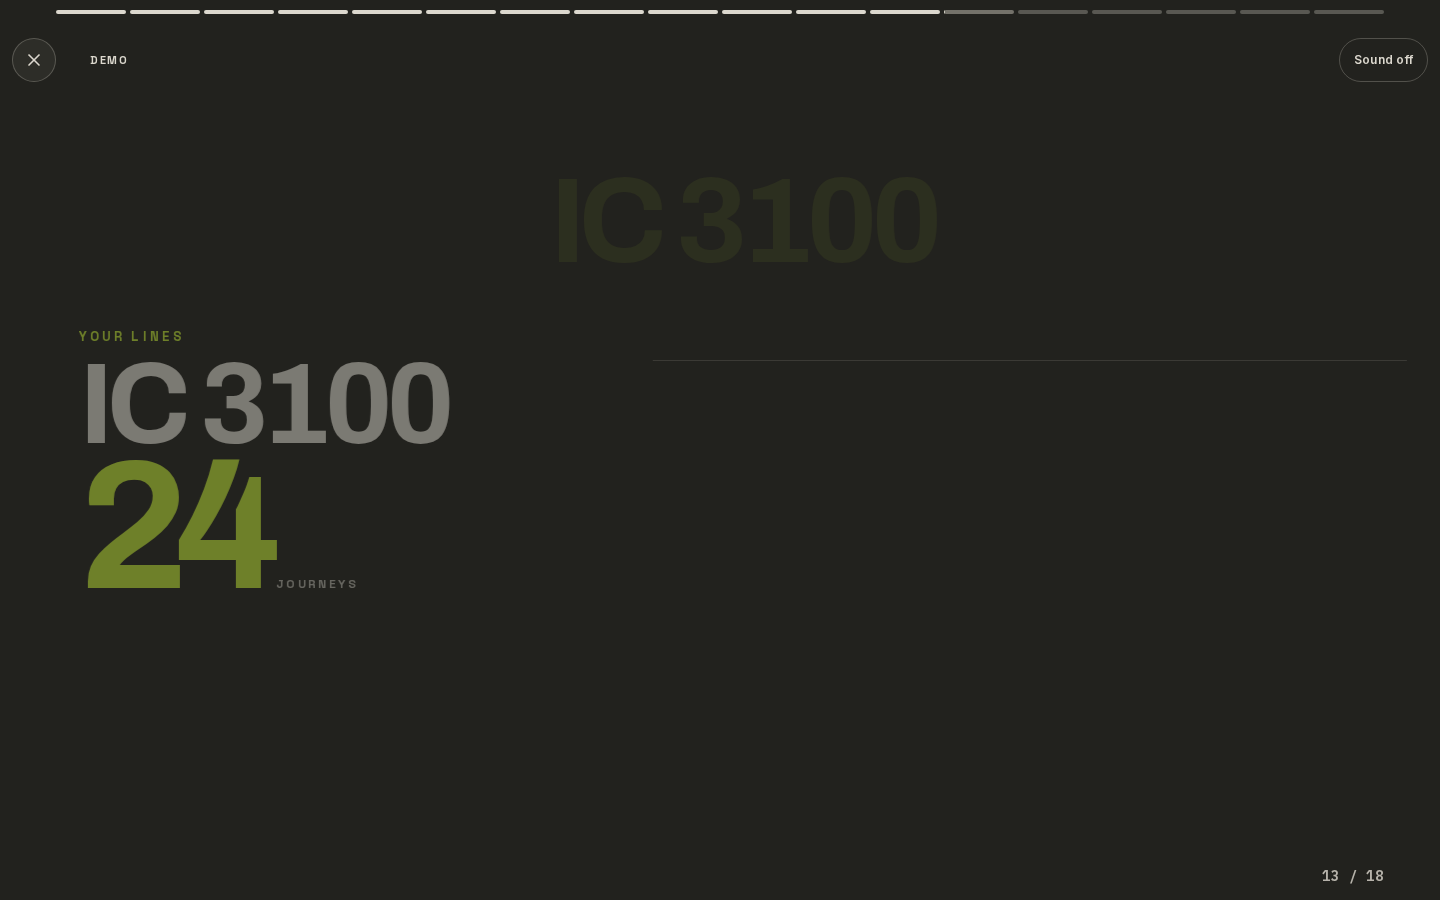 DEMO
Sound off
IC 3100
YOUR LINES
IC 3100
24
JOURNEYS
13 / 18